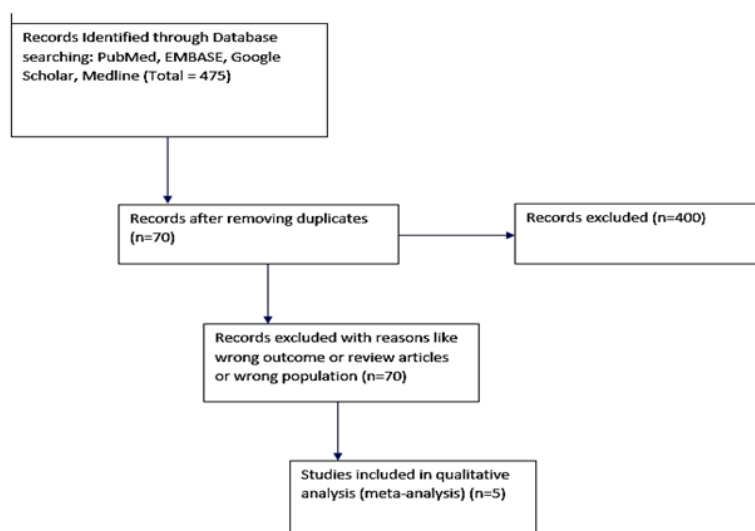 Records Identified through Database
searching: PubMed, EMBASE, Google
Scholar, Medline (Total = 475)
Records after removing duplicates
(n=70)
Records excluded (n=400)
Records excluded with reasons like
wrong outcome or review articles
or wrong population (n=70)
Studies included in qualitative
analysis (meta-analysis) (n=5)